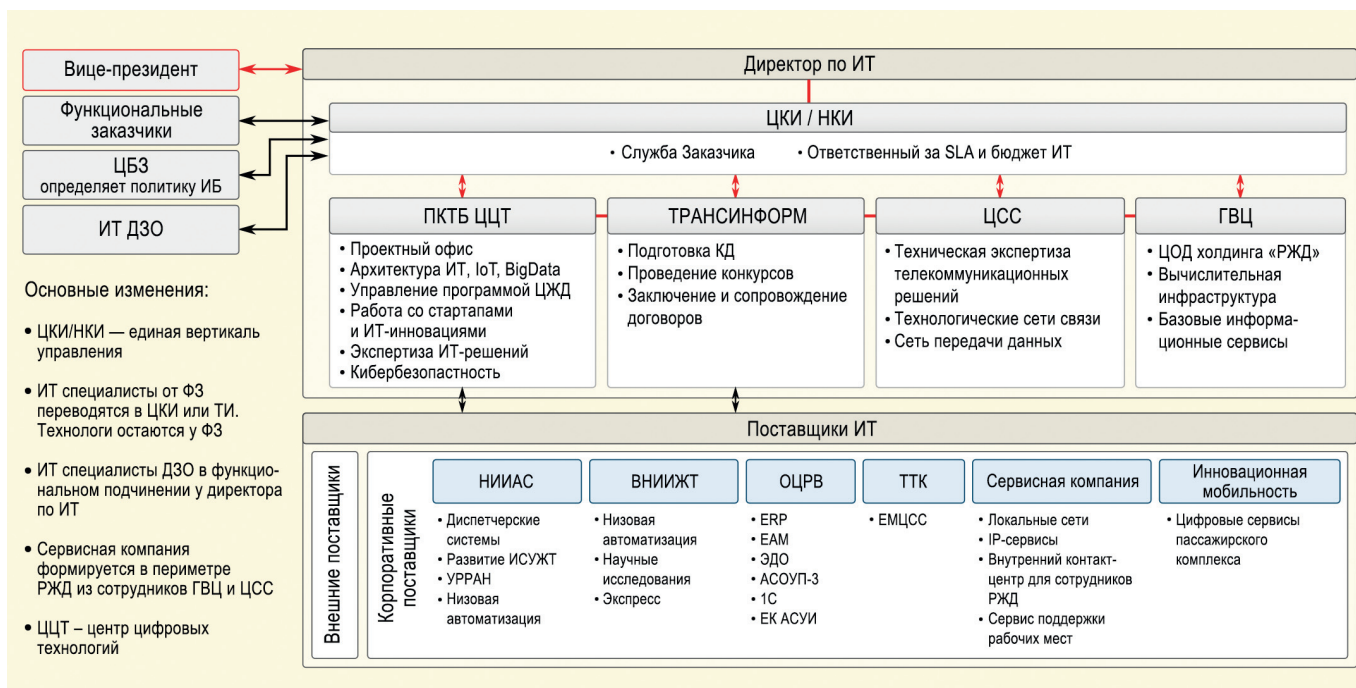 Вице-президент
Функциональные
заказчики
ЦБЗ
определяет политику ИБ
ИТ ДЗО
Основные изменения:
• ЦКИ/НКИ — единая вертикаль
управления
• ИТ специалисты от ФЗ
переводятся в ЦКИ или ТИ.
Технологи остаются у ФЗ
• ИТ специалисты ДЗО в функцио-
нальном подчинении у директора
по ИТ
• Сервисная компания
формируется в периметре
РЖД из сотрудников ГВЦ и ЦСС
• ЦЦТ – центр цифровых
технологий
Директор по ИТ
ЦКИ / НКИ
• Служба Заказчика • Ответственный за SLA и бюджет ИТ
ПКТБ ЦЦТ
• Проектный офис
• Архитектура ИТ, IoT, BigData
• Управление программой ЦЖД
• Работа со стартапами
и ИТ-инновациями
• Экспертиза ИТ-решений
• Кибербезопастность
ТРАНСИНФОРМ
• Подготовка КД
• Проведение конкурсов
• Заключение и сопровождение
договоров
ЦСС
• Техническая экспертиза
телекоммуникационных
решений
• Технологические сети связи
• Сеть передачи данных
ГВЦ
• ЦОД холдинга «РЖД»
• Вычислительная
инфраструктура
• Базовые информа-
ционные сервисы
Поставщики ИТ
Внешние поставщики
Корпоративные
поставщики
НИИАС
• Диспетчерские
системы
• Развитие ИСУЖТ
• УРРАН
• Низовая
автоматизация
ВНИИЖТ
• Низовая
автоматизация
• Научные
исследования
• Экспресс
ОЦРВ
• ERP
• EAM
• ЭДО
• АСОУП-3
• 1С
• ЕК АСУИ
ТТК
• ЕМЦСС
Сервисная компания
• Локальные сети
• IP-сервисы
• Внутренний контакт-
центр для сотрудников
РЖД
• Сервис поддержки
рабочих мест
Инновационная
мобильность
• Цифровые сервисы
пассажирского
комплекса